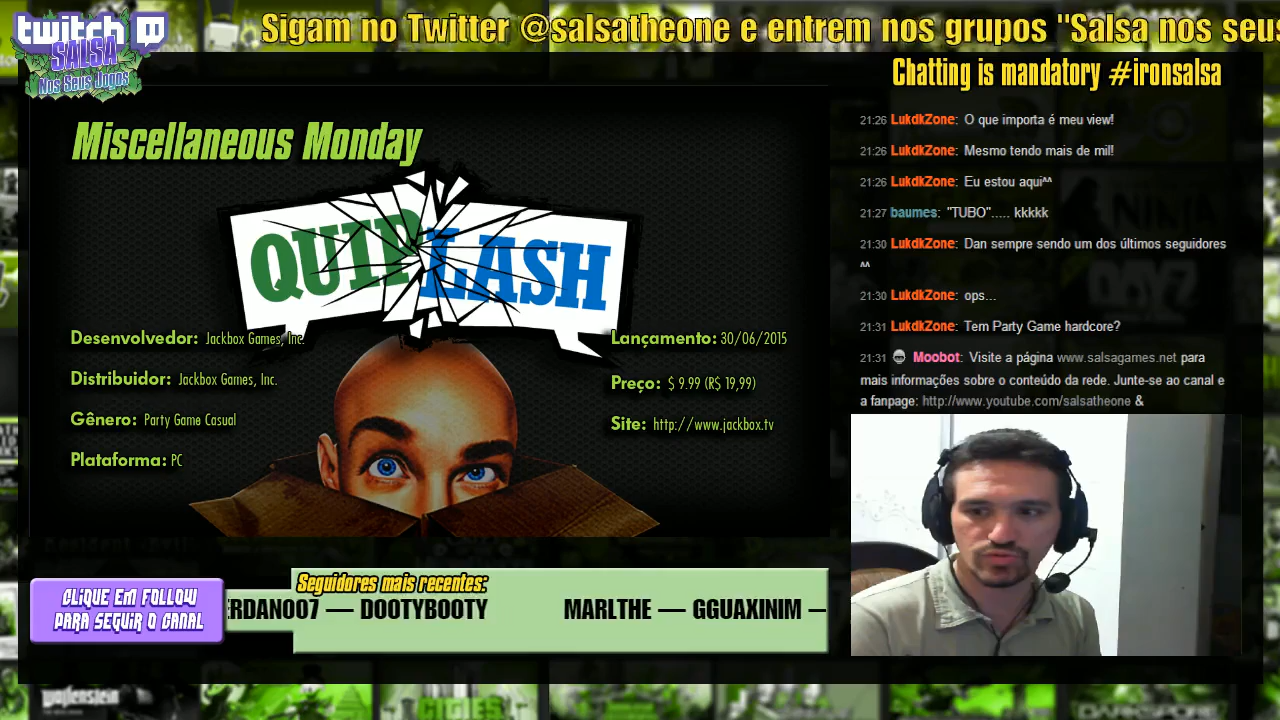 Sigam no Twitter @salsatheone e entrem nos grupos "Salsa nos seus
twitch
SALSA
Nos Seus Jogos
Chatting is mandatory #ironsalsa
Miscellaneous Monday
QUIPLASH
Desenvolvedor: Jackbox Games, Inc.
Distribuidor: Jackbox Games, Inc.
Gênero: Party Game Casual
Plataforma: PC
Lançamento: 30/06/2015
Preço: $ 9.99 (R$ 19,99)
Site: http://www.jackbox.tv
21:26 LukdkZone: O que importa é meu view!
21:26 LukdkZone: Mesmo tendo mais de mil!
21:26 LukdkZone: Eu estou aqui^^
21:27 baumes: "TUBO"..... kkkkk
21:30 LukdkZone: Dan sempre sendo um dos últimos seguidores
^^
21:30 LukdkZone: ops...
21:31 LukdkZone: Tem Party Game hardcore?
21:31 Moobot: Visite a página www.salsagames.net para
mais informações sobre o conteúdo da rede. Junte-se ao canal e
a fanpage: http://www.youtube.com/salsatheone &
CLIQUE EM FOLLOW
PARA SEGUIR O CANAL
Seguidores mais recentes:
ERDAN007 — DOOTYBOOTY MARLTHE — GGUAXINIM —
Wolfenstein
CITIES
DARKSPORE
NINJA
DAYZ